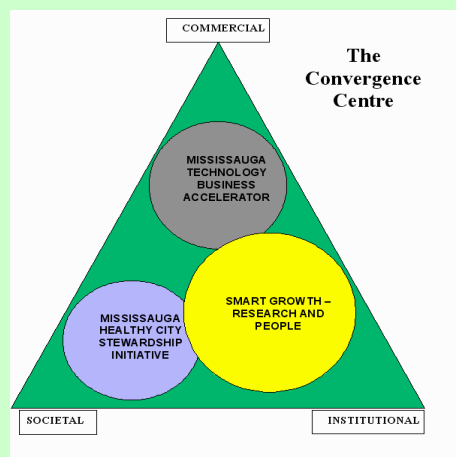 COMMERCIAL
The
Convergence
Centre
MISSISSAUGA
TECHNOLOGY
BUSINESS
ACCELERATOR
SMART GROWTH –
RESEARCH AND
PEOPLE
MISSISSAUGA
HEALTHY CITY
STEWARDSHIP
INITIATIVE
SOCIETAL
INSTITUTIONAL